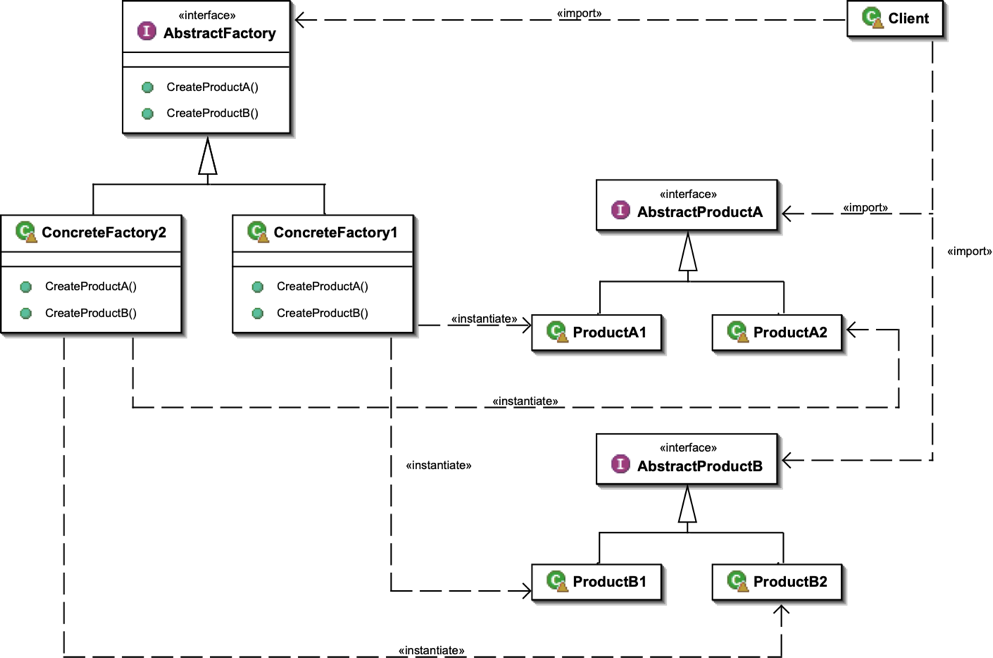 «interface»
I AbstractFactory
CreateProductA()
CreateProductB()
«import»
C Client
C ConcreteFactory2
CreateProductA()
CreateProductB()
C ConcreteFactory1
CreateProductA()
CreateProductB()
«interface»
I AbstractProductA
«import»
«import»
«instantiate»
C ProductA1
C ProductA2
«instantiate»
«interface»
I AbstractProductB
«instantiate»
C ProductB1
C ProductB2
«instantiate»